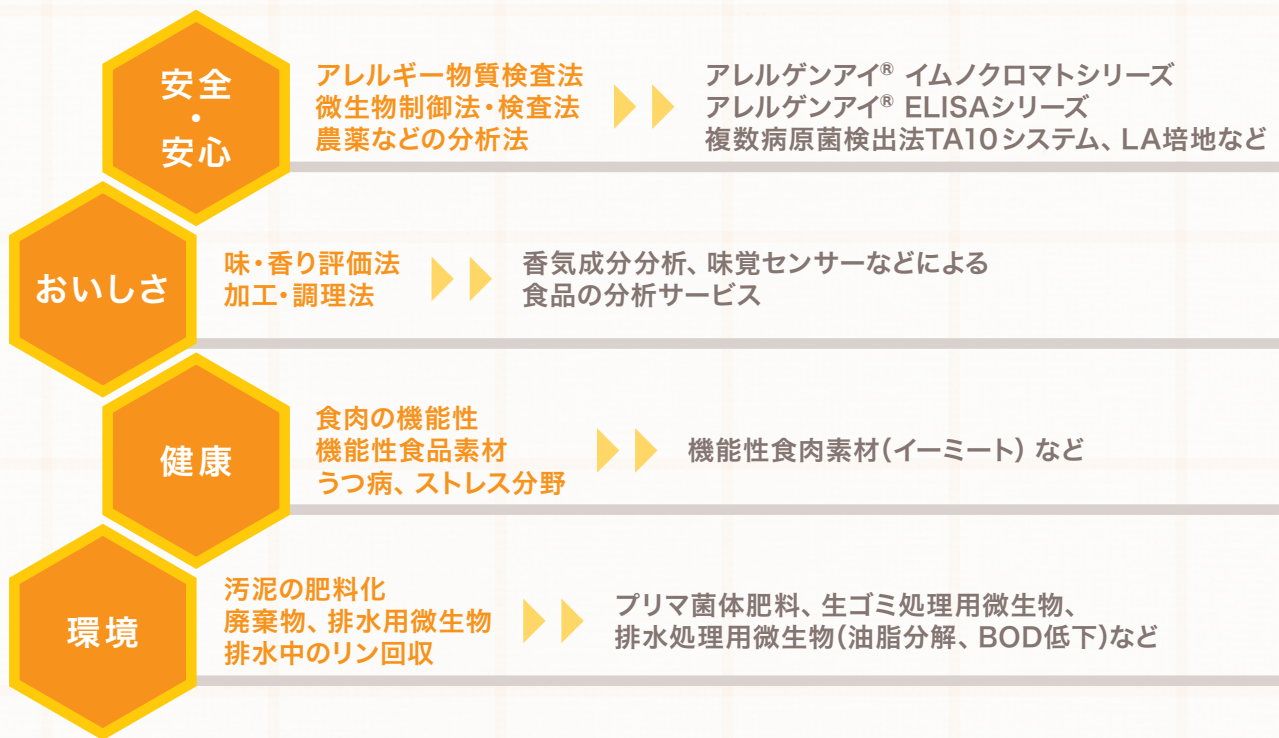 安全
・
安心
アレルギー物質検査法
微生物制御法・検査法
農薬などの分析法
アレルゲンアイ® イムノクロマトシリーズ
アレルゲンアイ® ELISAシリーズ
複数病原菌検出法TA10システム、LA培地など
おいしさ
味・香り評価法
加工・調理法
香気成分分析、味覚センサーなどによる
食品の分析サービス
健康
食肉の機能性
機能性食品素材
うつ病、ストレス分野
機能性食肉素材(イーミート) など
環境
汚泥の肥料化
廃棄物、排水用微生物
排水中のリン回収
プリマ菌体肥料、生ゴミ処理用微生物、
排水処理用微生物(油脂分解、BOD低下)など